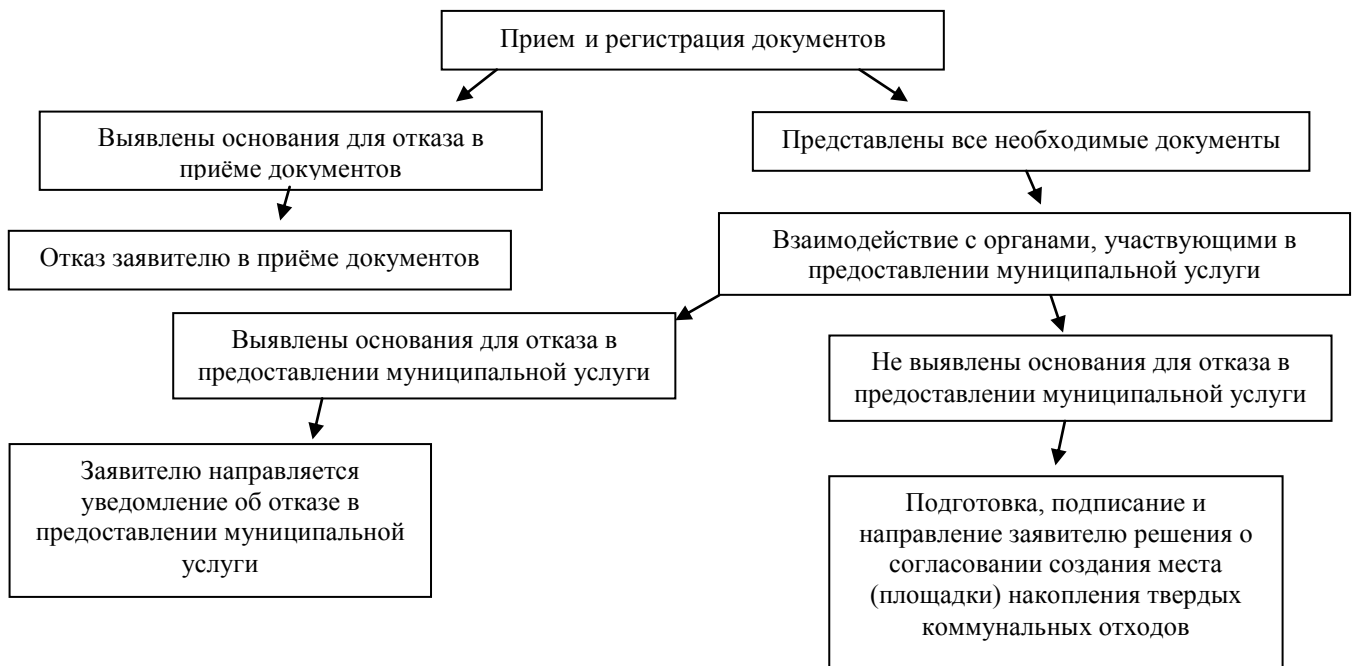 Прием и регистрация документов
Выявлены основания для отказа в
приёме документов
Представлены все необходимые документы
Отказ заявителю в приёме документов
Взаимодействие с органами, участвующими в
предоставлении муниципальной услуги
Выявлены основания для отказа в
предоставлении муниципальной услуги
Не выявлены основания для отказа в
предоставлении муниципальной услуги
Заявителю направляется
уведомление об отказе в
предоставлении муниципальной
услуги
Подготовка, подписание и
направление заявителю решения о
согласовании создания места
(площадки) накопления твердых
коммунальных отходов